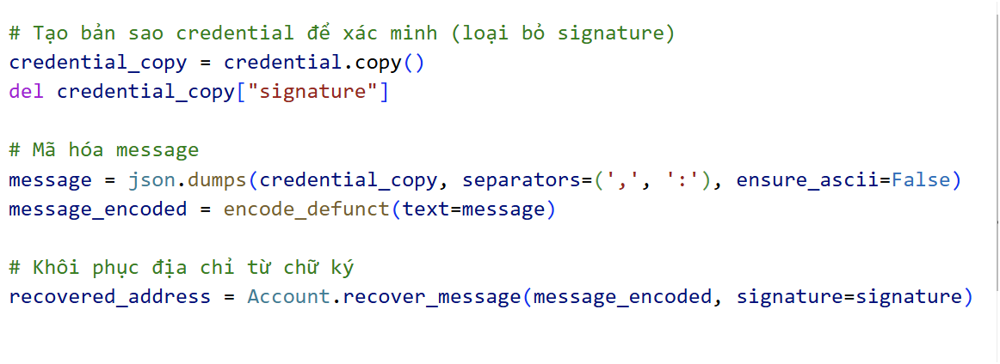 # Tạo bản sao credential để xác minh (loại bỏ signature)
credential_copy = credential.copy()
del credential_copy["signature"]
# Mã hóa message
message = json.dumps(credential_copy, separators=(',', ':'), ensure_ascii=False)
message_encoded = encode_defunct(text=message)
# Khôi phục địa chỉ từ chữ ký
recovered_address = Account.recover_message(message_encoded, signature=signature)